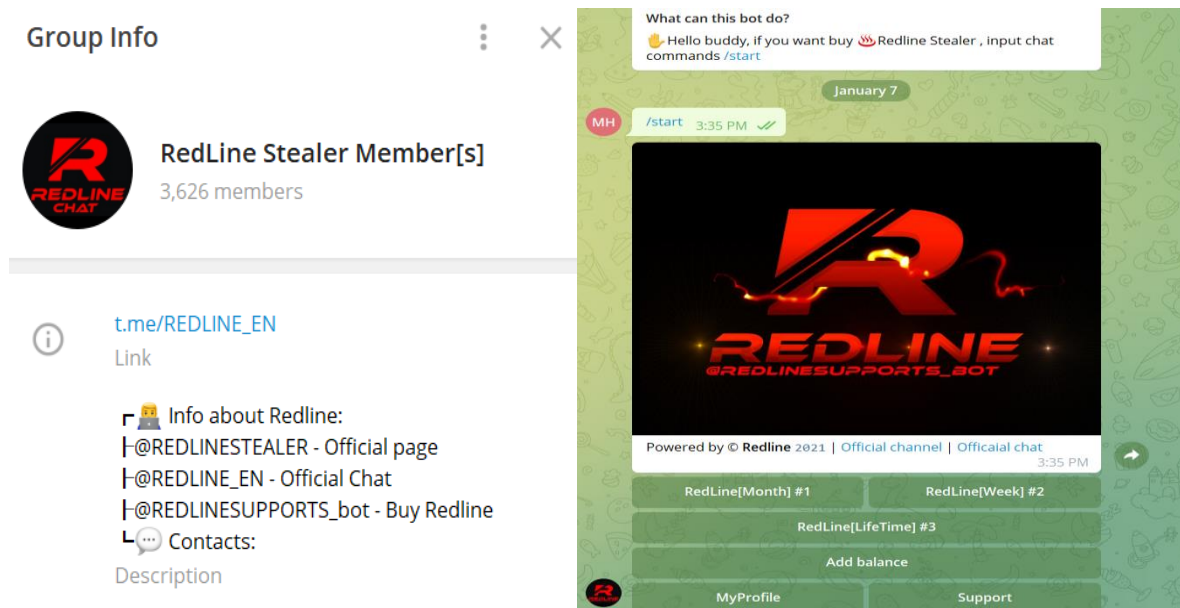 Group Info
REDLINE
CHAT
RedLine Stealer Member[s]
3,626 members
t.me/REDLINE_EN
Link
Info about Redline:
@REDLINESTEALER - Official page
@REDLINE_EN - Official Chat
@REDLINESUPPORTS_bot - Buy Redline
Contacts:
Description
What can this bot do?
Hello buddy, if you want buy ♨Redline Stealer , input chat
commands /start
January 7
MH
/start 3:35 PM
REDLINE
@REDLINESUPPORTS_BOT
Powered by © Redline 2021 | Official channel | Officaial chat
3:35 PM
RedLine[Month] #1
RedLine[Week] #2
RedLine[LifeTime] #3
Add balance
REDLINE
MyProfile
Support